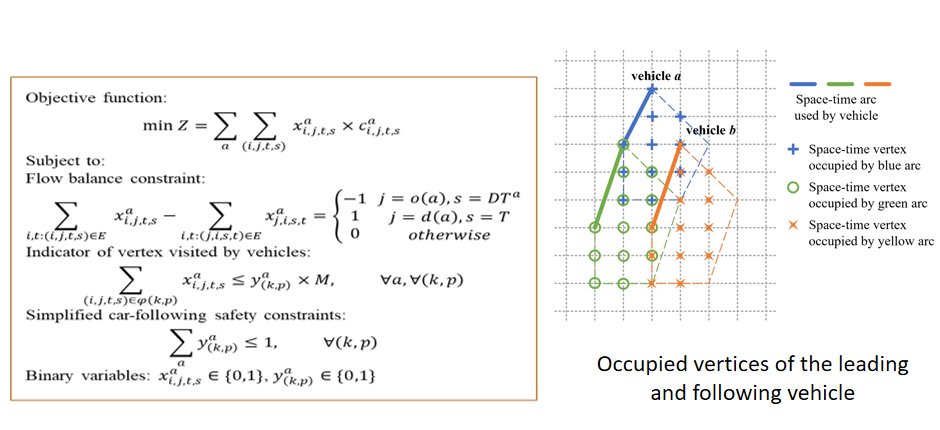 Objective function:
min Z = ∑_a ∑_(i,j,t,s) x^a_{i,j,t,s} × c^a_{i,j,t,s}
Subject to:
Flow balance constraint:
∑_{i,t:(i,j,t,s)∈E} x^a_{i,j,t,s} − ∑_{i,t:(j,i,s,t)∈E} x^a_{j,i,s,t} = { −1 j = o(a), s = DT^a
1 j = d(a), s = T
0 otherwise
Indicator of vertex visited by vehicles:
∑_{(i,j,t,s)∈φ(k,p)} x^a_{i,j,t,s} ≤ y^a_{(k,p)} × M, ∀a, ∀(k,p)
Simplified car-following safety constraints:
∑_a y^a_{(k,p)} ≤ 1, ∀(k,p)
Binary variables: x^a_{i,j,t,s} ∈ {0,1}, y^a_{(k,p)} ∈ {0,1}
vehicle a
vehicle b
Space-time arc
used by vehicle
Space-time vertex
occupied by blue arc
Space-time vertex
occupied by green arc
Space-time vertex
occupied by yellow arc
Occupied vertices of the leading
and following vehicle